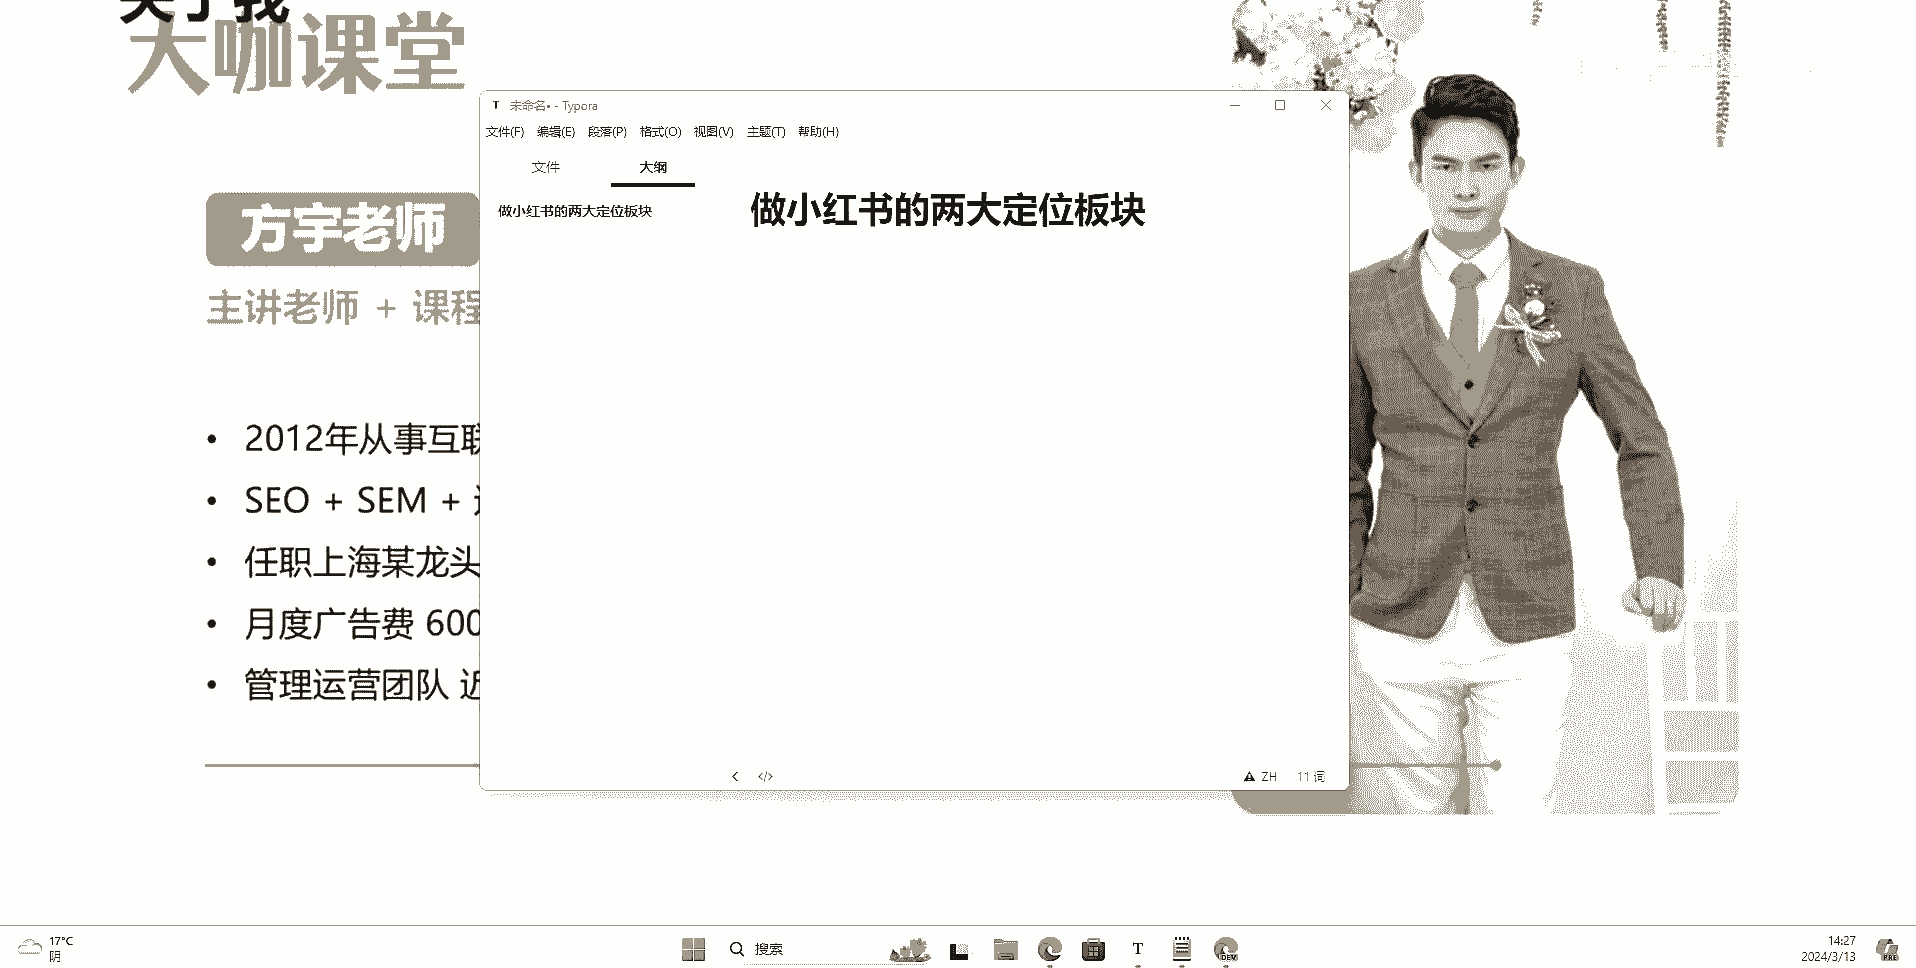 关于我
大咖课堂
方宇老师
主讲老师 + 课程
2012年从事互联
SEO + SEM +
任职上海某龙头
月度广告费 600
管理运营团队 近
未命名• - Typora
文件(F) 编辑(E) 段落(P) 格式(O) 视图(V) 主题(T) 帮助(H)
文件 大纲
做小红书的两大定位板块
做小红书的两大定位板块
</> ZH 11 词
17°C
阴
搜索
T
DEV
14:27
2024/3/13
PRE